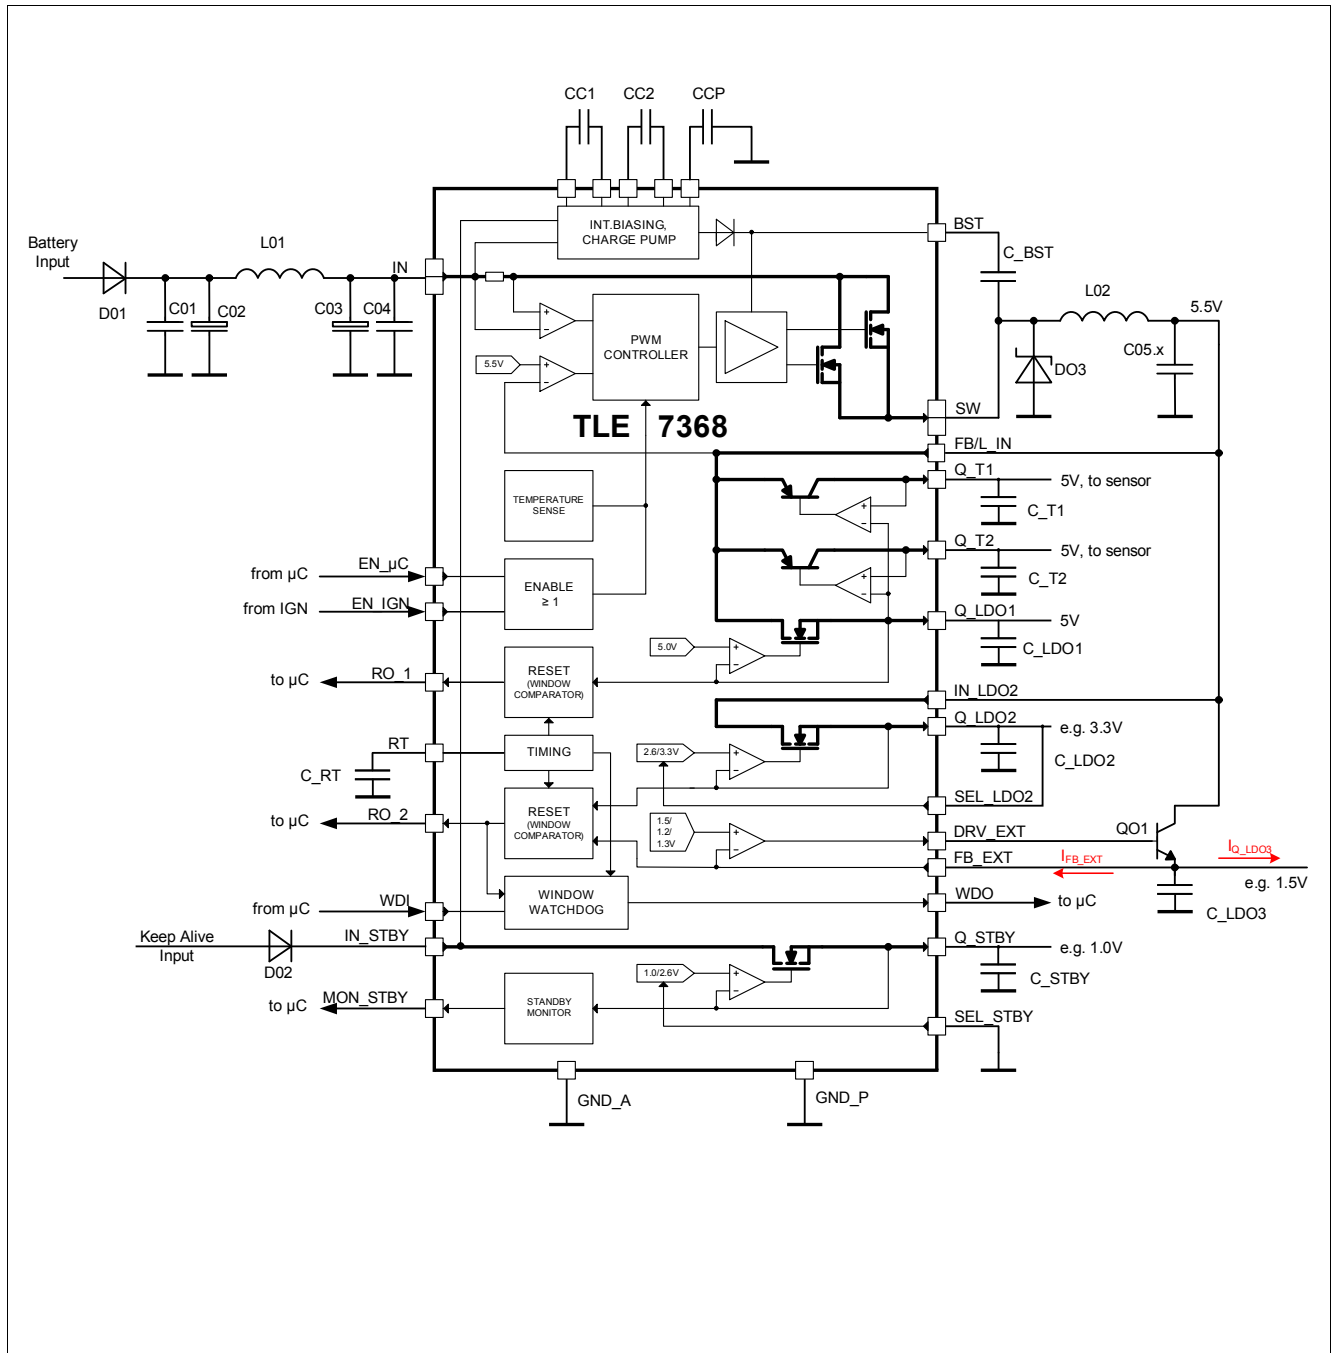 CC1
CC2
CCP
Battery
Input
L01
IN
D01
C01
C02
C03
C04
INT.BIASING,
CHARGE PUMP
BST
C_BST
L02
5.5V
PWM
CONTROLLER
5.5V
C05.x
DO3
SW
TLE 7368
FB/L_IN
Q_T1
5V, to sensor
C_T1
TEMPERATURE
SENSE
Q_T2
5V, to sensor
C_T2
from µC
EN_µC
from IGN
EN_IGN
ENABLE
≥ 1
Q_LDO1
5V
C_LDO1
5.0V
to µC
RO_1
RESET
(WINDOW
COMPARATOR)
IN_LDO2
Q_LDO2
e.g. 3.3V
C_LDO2
RT
C_RT
TIMING
2.6/3.3V
SEL_LDO2
to µC
RO_2
RESET
(WINDOW
COMPARATOR)
1.5/
1.2/
1.3V
DRV_EXT
QO1
FB_EXT
I_FB_EXT
I_Q_LDO3
e.g. 1.5V
C_LDO3
from µC
WDI
WINDOW
WATCHDOG
WDO
to µC
Keep Alive
Input
D02
IN_STBY
Q_STBY
e.g. 1.0V
C_STBY
1.0/2.6V
to µC
MON_STBY
STANDBY
MONITOR
SEL_STBY
GND_A
GND_P